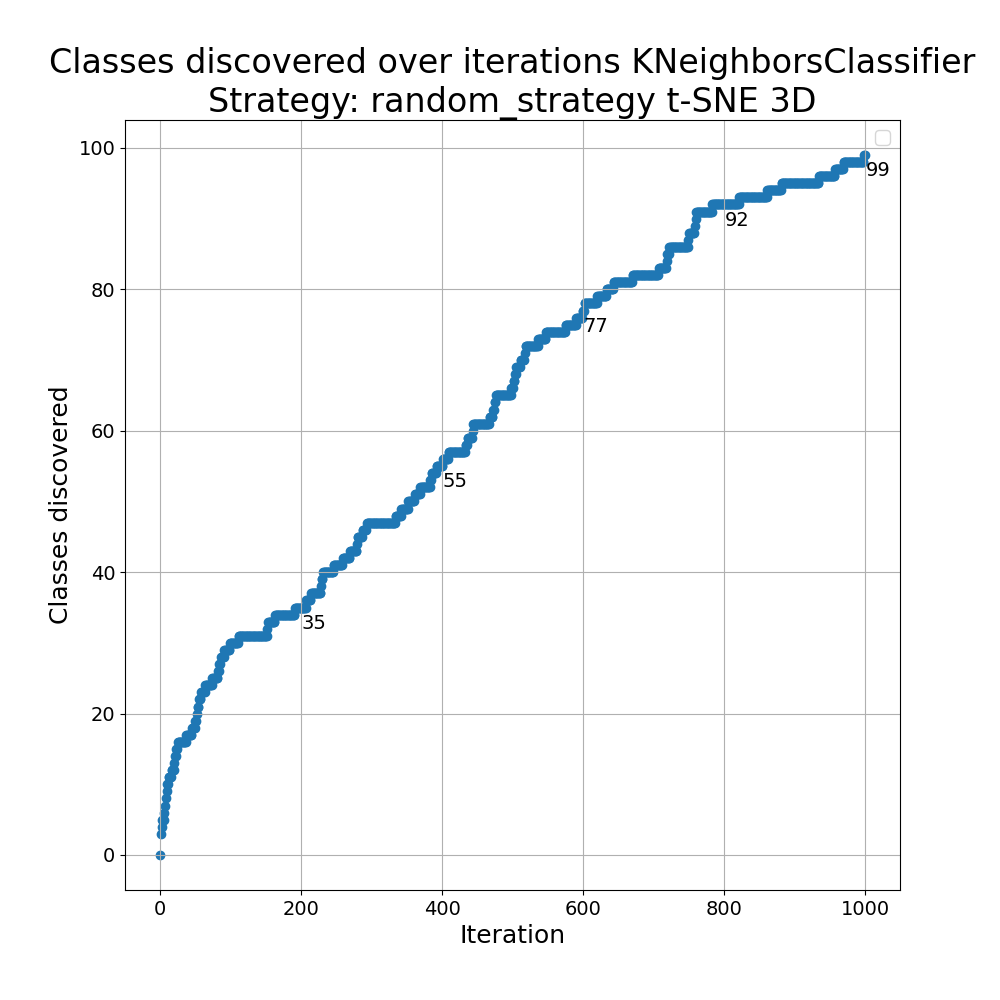 Classes discovered over iterations KNeighborsClassifier
Strategy: random_strategy t-SNE 3D
100
99
92
80
77
60
55
40
35
20
0
Classes discovered
0 200 400 600 800 1000
Iteration